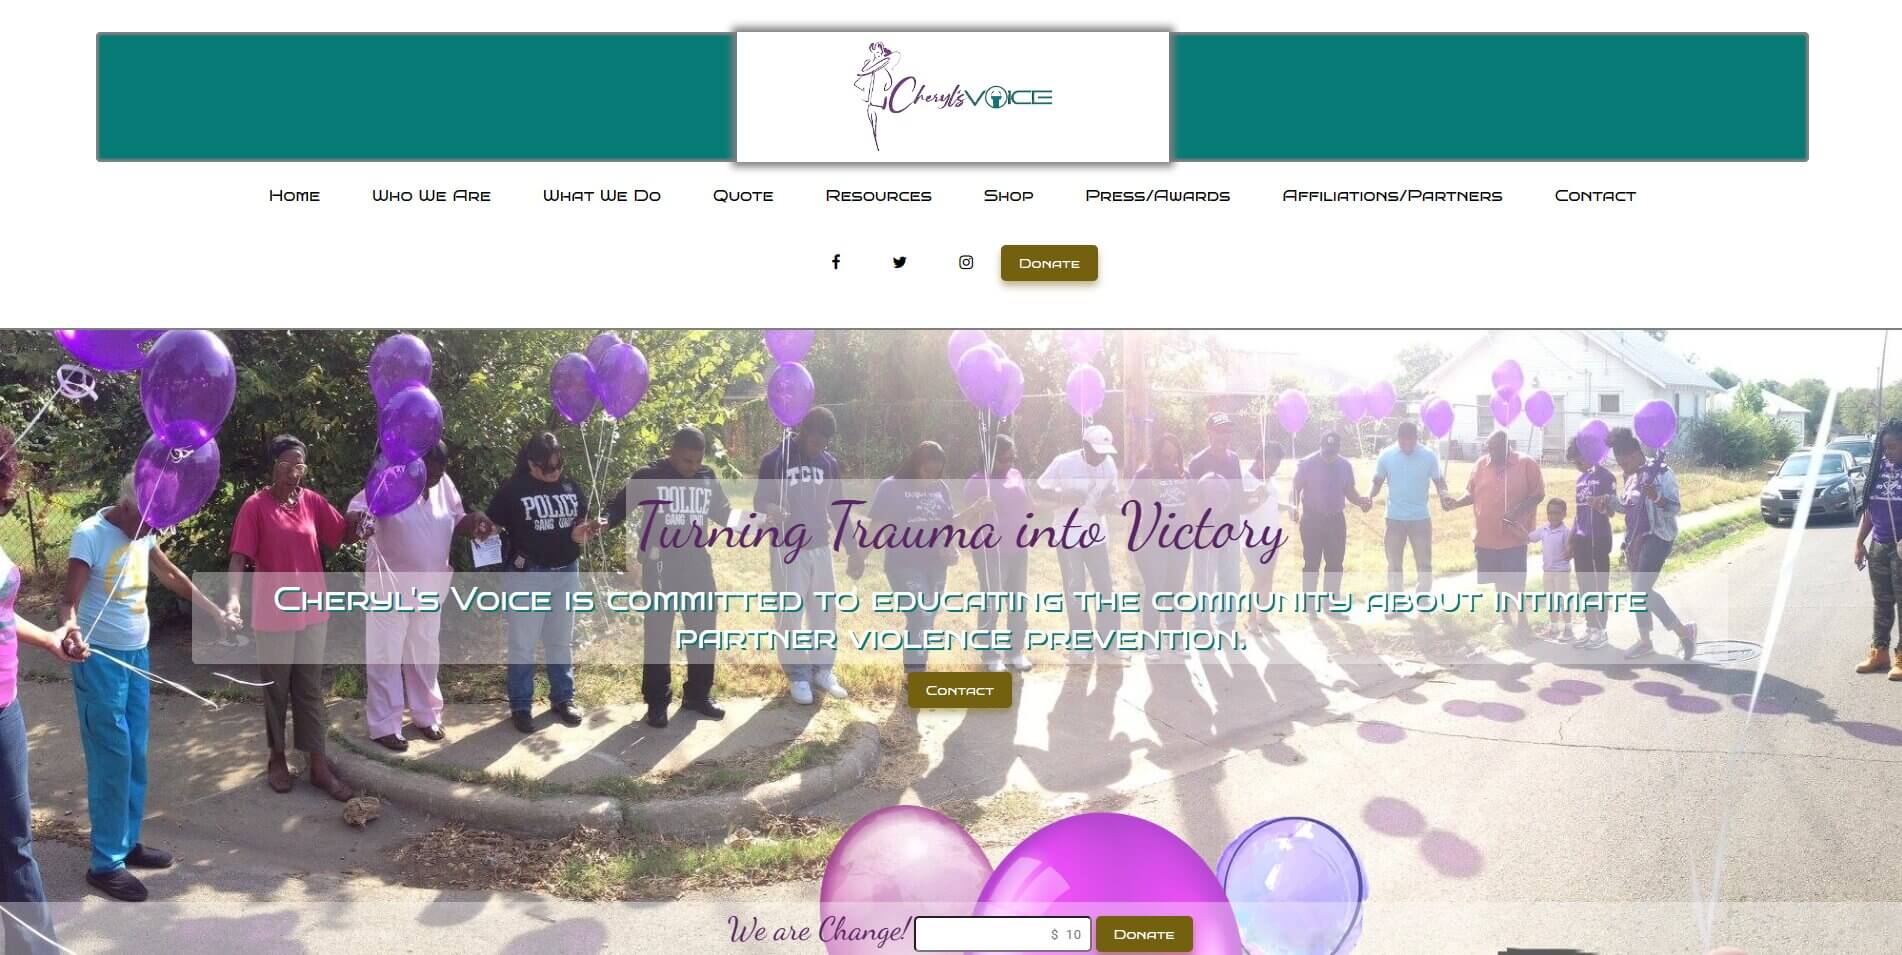 Cheryl's VOICE
Home Who We Are What We Do Quote Resources Shop Press/Awards Affiliations/Partners Contact
Donate
TCU
POLICE
GANG UNIT
POLICE
GANG UNIT
Turning Trauma into Victory
Cheryl's Voice is committed to educating the community about intimate
partner violence prevention.
Contact
We are Change! $ 10 Donate